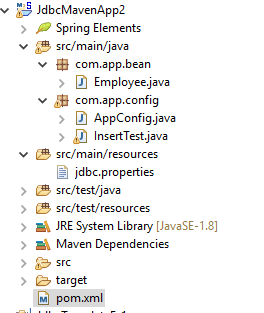 JdbcMavenApp2
Spring Elements
src/main/java
com.app.bean
Employee.java
com.app.config
AppConfig.java
InsertTest.java
src/main/resources
jdbc.properties
src/test/java
src/test/resources
JRE System Library [JavaSE-1.8]
Maven Dependencies
src
target
pom.xml